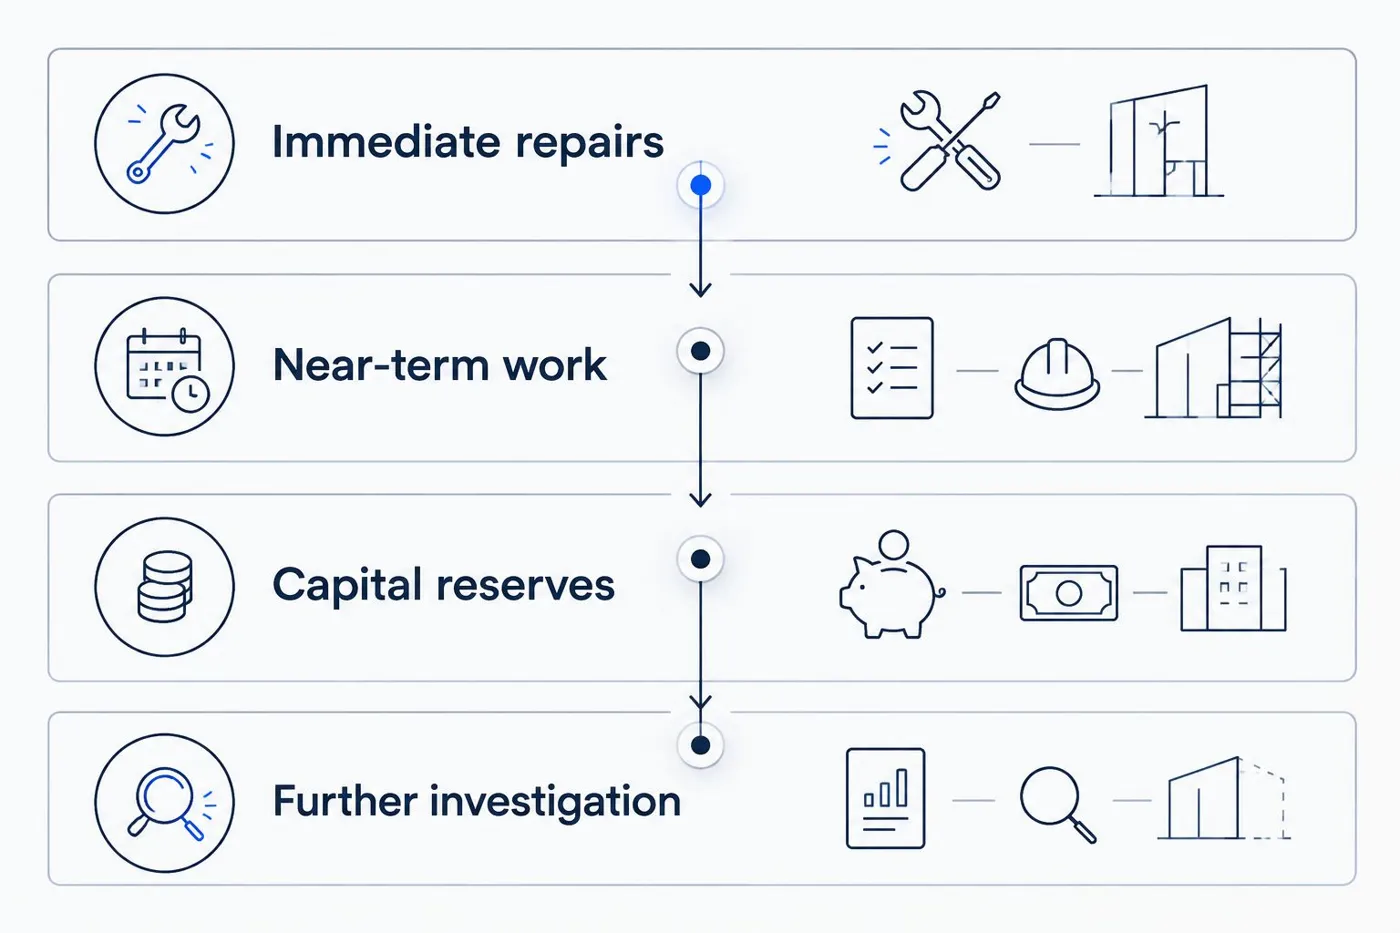 Immediate repairs
Near-term work
Capital reserves
Further investigation